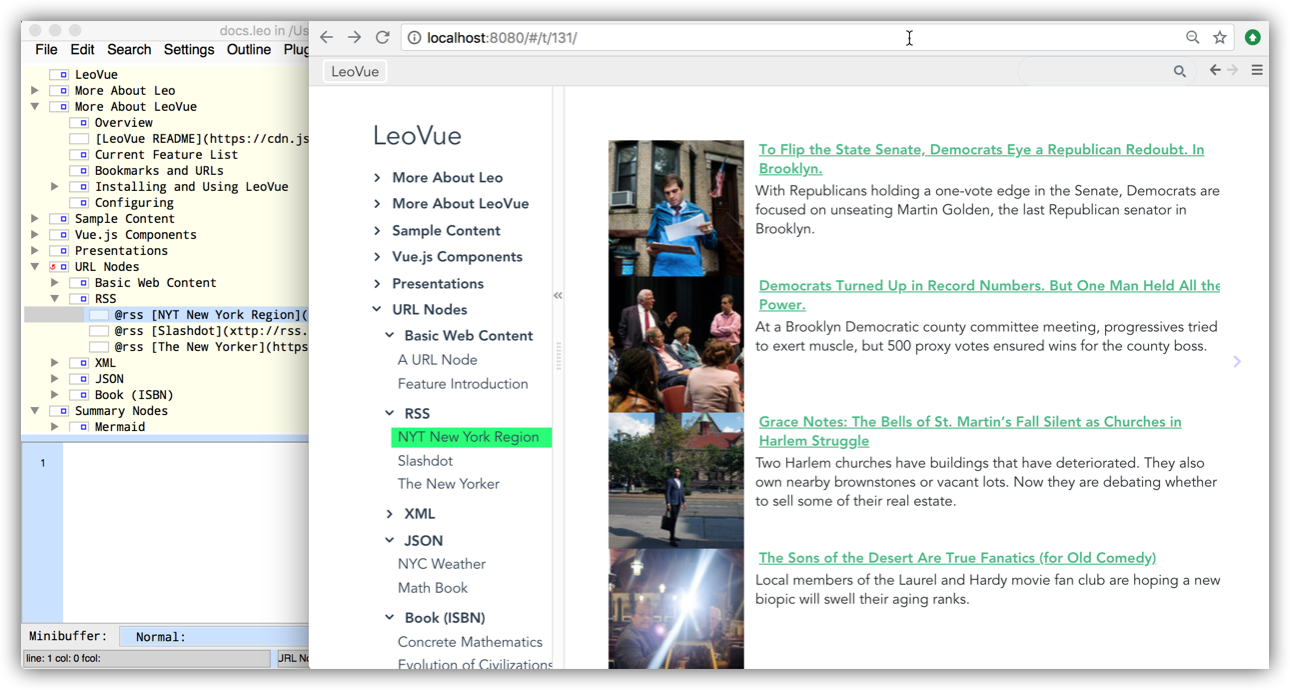 docs.leo in /Us
File Edit Search Settings Outline Plug
LeoVue
More About Leo
More About LeoVue
Overview
[LeoVue README](https://cdn.js
Current Feature List
Bookmarks and URLs
Installing and Using LeoVue
Configuring
Sample Content
Vue.js Components
Presentations
URL Nodes
Basic Web Content
RSS
@rss [NYT New York Region](
@rss [Slashdot](xttp://rss.
@rss [The New Yorker](https
XML
JSON
Book (ISBN)
Summary Nodes
Mermaid
1
Minibuffer: Normal:
line: 1 col: 0 fcol:
URL No
localhost:8080/#/t/131/
LeoVue
LeoVue
More About Leo
More About LeoVue
Sample Content
Vue.js Components
Presentations
URL Nodes
Basic Web Content
A URL Node
Feature Introduction
RSS
NYT New York Region
Slashdot
The New Yorker
XML
JSON
NYC Weather
Math Book
Book (ISBN)
Concrete Mathematics
Evolution of Civilizations
To Flip the State Senate, Democrats Eye a Republican Redoubt. In
Brooklyn.
With Republicans holding a one-vote edge in the Senate, Democrats are
focused on unseating Martin Golden, the last Republican senator in
Brooklyn.
Democrats Turned Up in Record Numbers. But One Man Held All the
Power.
At a Brooklyn Democratic county committee meeting, progressives tried
to exert muscle, but 500 proxy votes ensured wins for the county boss.
Grace Notes: The Bells of St. Martin's Fall Silent as Churches in
Harlem Struggle
Two Harlem churches have buildings that have deteriorated. They also
own nearby brownstones or vacant lots. Now they are debating whether
to sell some of their real estate.
The Sons of the Desert Are True Fanatics (for Old Comedy)
Local members of the Laurel and Hardy movie fan club are hoping a new
biopic will swell their aging ranks.